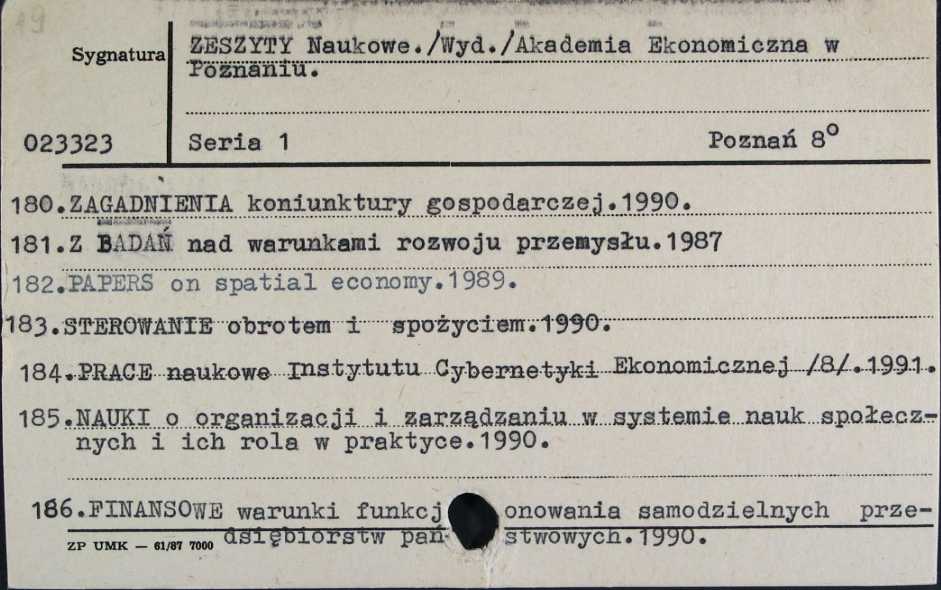 19
ZESZYTY Naukowe./Wyd./Akademia Ekonomiczna w
Sygnatura
Poznaniu.
023323 Seria 1 Poznań 8º
180.ZAGADNIENIA koniunktury gospodarczej.1990.
181.Z BADAŃ nad warunkami rozwoju przemysłu.1987
182.PAPERS on spatial economy.1989.
183.STEROWANIE obrotem i spożyciem.1990.
184.PRACE naukowe Instytutu Cybernetyki Ekonomicznej /8/.1991.
185.NAUKI o organizacji i zarządzaniu w systemie nauk społecz-
nych i ich rola w praktyce.1990.
186.FINANSOWE warunki funkcj onowania samodzielnych prze-
dsiębiorstw pań- stwowych.1990.
ZP UMK — 61/87 7000